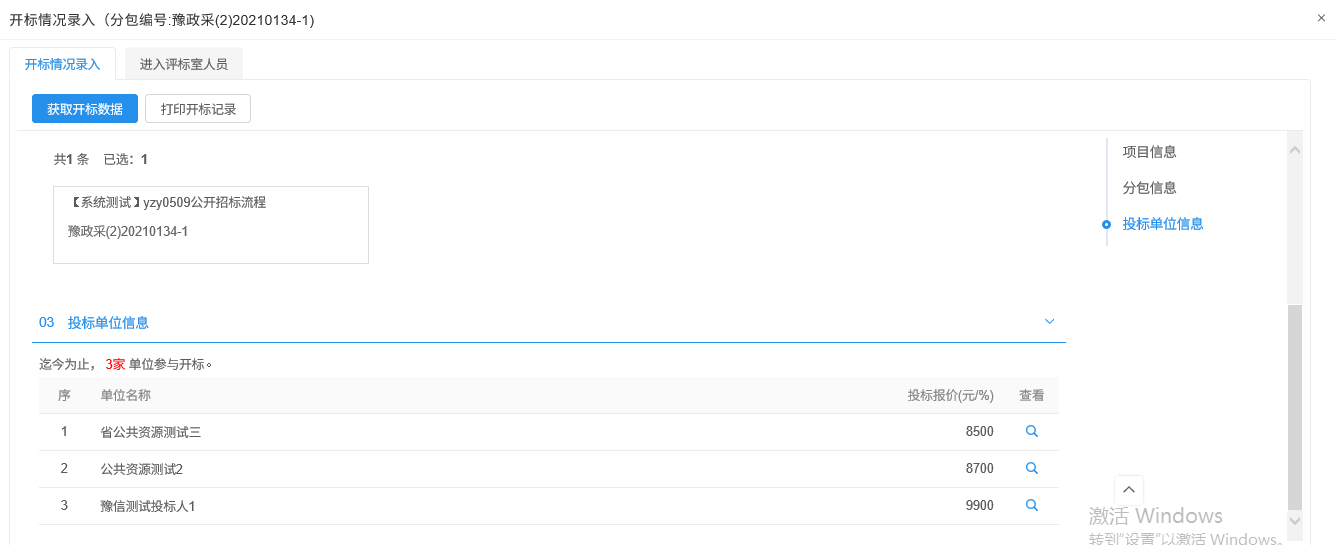 开标情况录入（分包编号:豫政采(2)20210134-1)
×
开标情况录入 进入评标室人员
获取开标数据 打印开标记录
共1 条 已选：1
【系统测试】yzy0509公开招标流程
豫政采(2)20210134-1
项目信息
分包信息
投标单位信息
03 投标单位信息
迄今为止， 3家 单位参与开标。
序 单位名称 投标报价(元/%) 查看
1 省公共资源测试三 8500
2 公共资源测试2 8700
3 豫信测试投标人1 9900
激活 Windows
转到"设置"以激活 Windows。